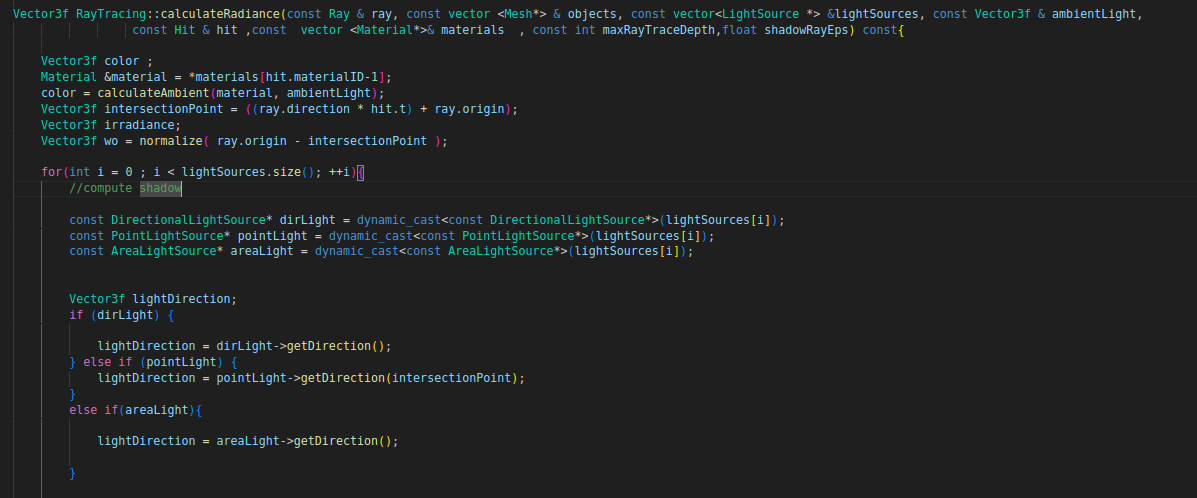 Vector3f RayTracing::calculateRadiance(const Ray & ray, const vector <Mesh*> & objects, const vector<LightSource *> &lightSources, const Vector3f & ambientLight,
const Hit & hit ,const  vector <Material*>& materials  , const int maxRayTraceDepth,float shadowRayEps) const{
Vector3f color ;
Material &material = *materials[hit.materialID-1];
color = calculateAmbient(material, ambientLight);
Vector3f intersectionPoint = ((ray.direction * hit.t) + ray.origin);
Vector3f irradiance;
Vector3f wo = normalize( ray.origin - intersectionPoint );
for(int i = 0 ; i < lightSources.size(); ++i){
//compute shadow
const DirectionalLightSource* dirLight = dynamic_cast<const DirectionalLightSource*>(lightSources[i]);
const PointLightSource* pointLight = dynamic_cast<const PointLightSource*>(lightSources[i]);
const AreaLightSource* areaLight = dynamic_cast<const AreaLightSource*>(lightSources[i]);
Vector3f lightDirection;
if (dirLight) {
lightDirection = dirLight->getDirection();
} else if (pointLight) {
lightDirection = pointLight->getDirection(intersectionPoint);
}
else if(areaLight){
lightDirection = areaLight->getDirection();
}